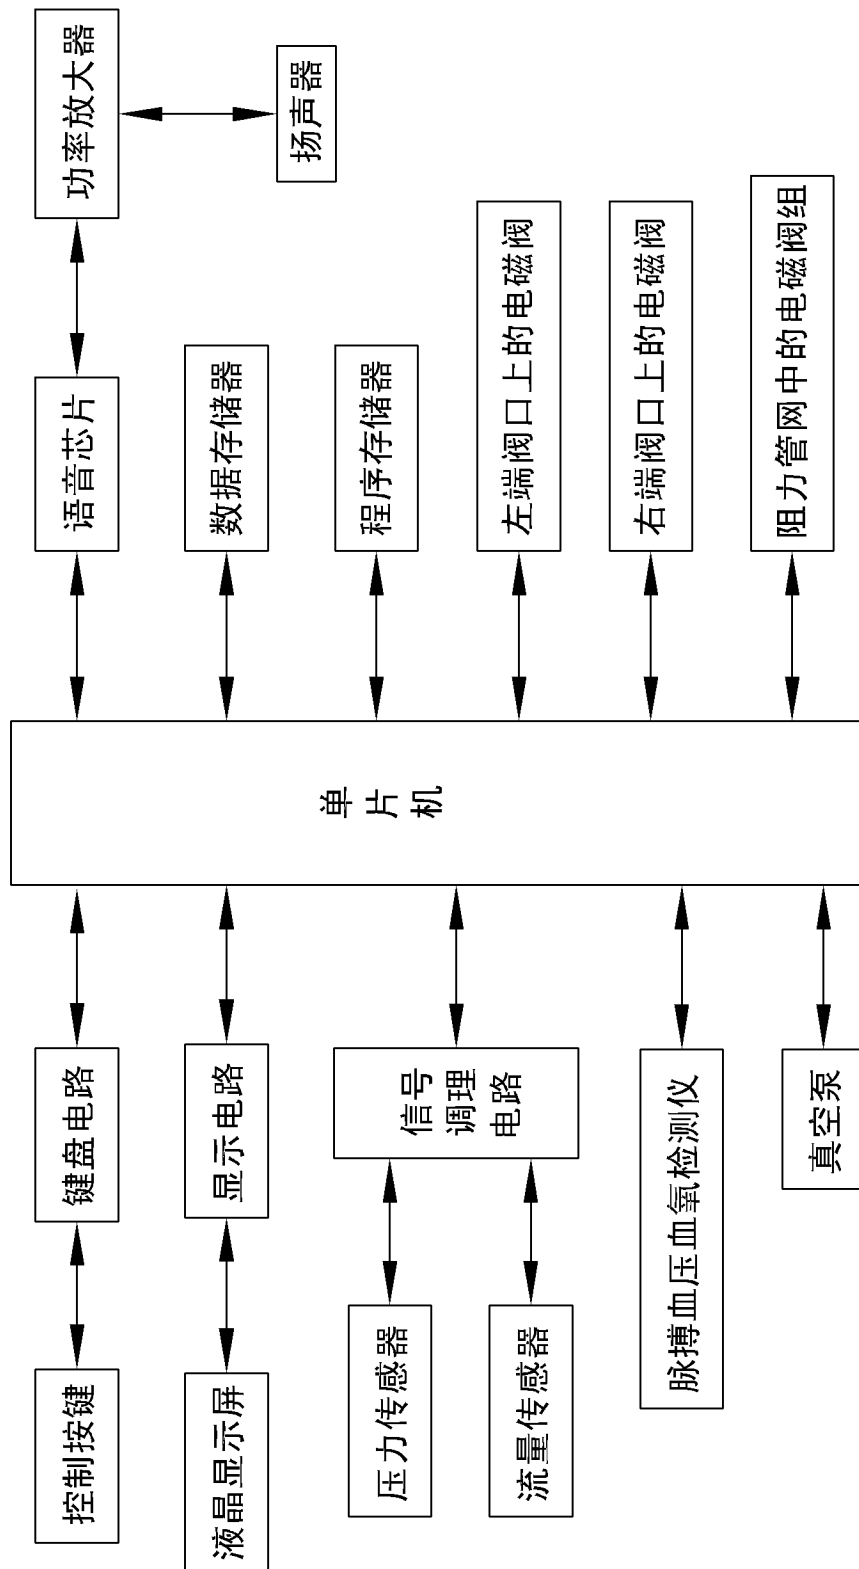 控制按键
键盘电路
语音芯片
功率放大器
扬声器
液晶显示屏
显示电路
数据存储器
程序存储器
压力传感器
流量传感器
信号
调理
电路
单片机
左端阀口上的电磁阀
右端阀口上的电磁阀
脉搏血压血氧检测仪
真空泵
阻力管网中的电磁阀组